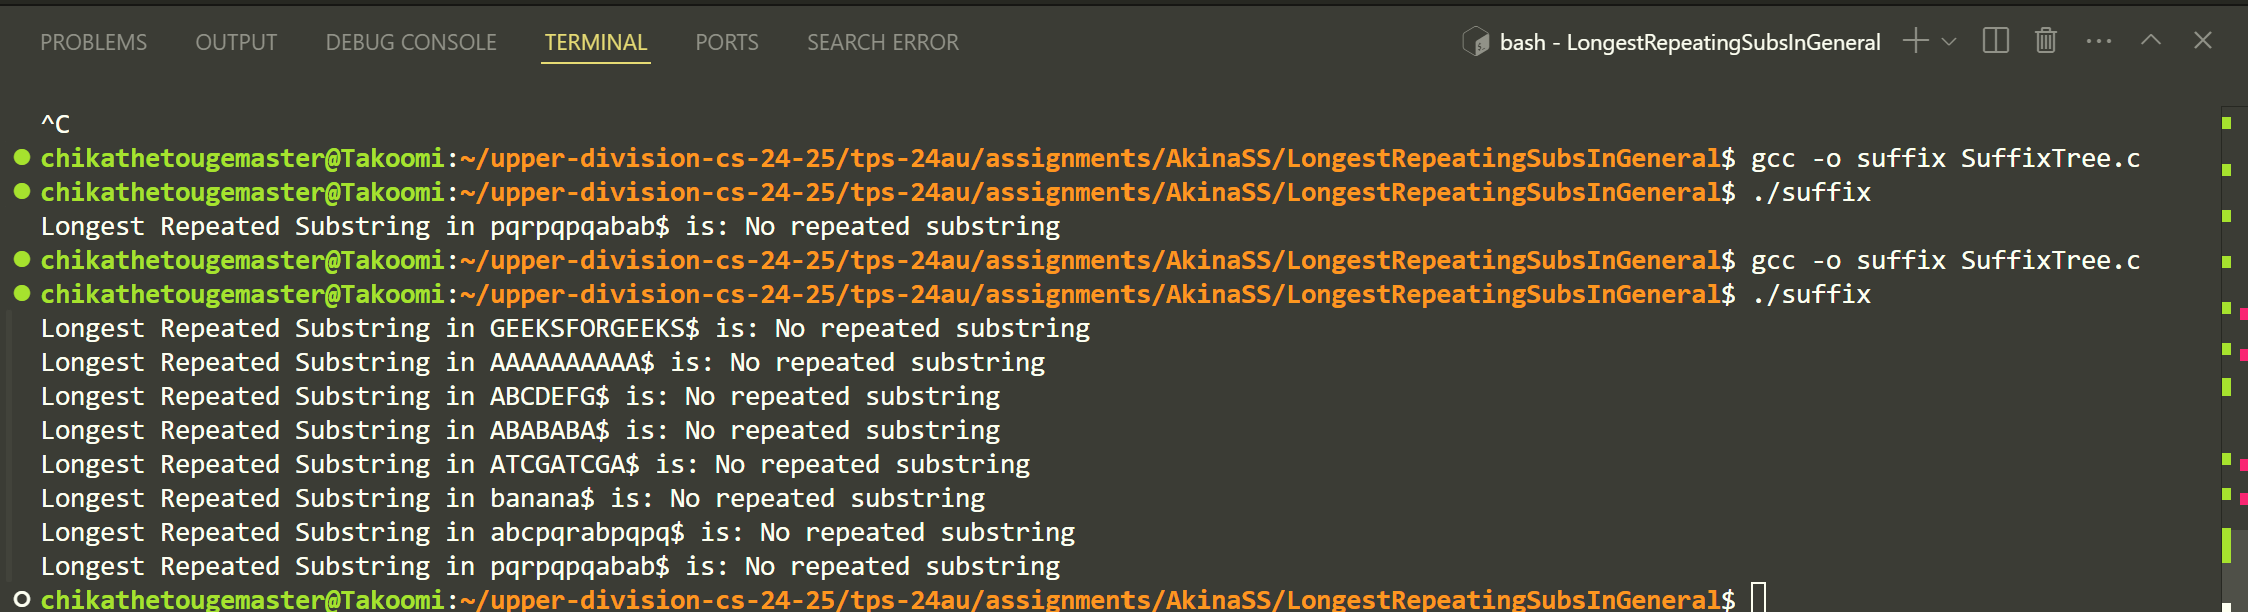 PROBLEMS OUTPUT DEBUG CONSOLE TERMINAL PORTS SEARCH ERROR bash - LongestRepeatingSubsInGeneral
^C
chikathetougemaster@Takoomi:~/upper-division-cs-24-25/tps-24au/assignments/AkinaSS/LongestRepeatingSubsInGeneral$ gcc -o suffix SuffixTree.c
chikathetougemaster@Takoomi:~/upper-division-cs-24-25/tps-24au/assignments/AkinaSS/LongestRepeatingSubsInGeneral$ ./suffix
Longest Repeated Substring in pqrpqpqabab$ is: No repeated substring
chikathetougemaster@Takoomi:~/upper-division-cs-24-25/tps-24au/assignments/AkinaSS/LongestRepeatingSubsInGeneral$ gcc -o suffix SuffixTree.c
chikathetougemaster@Takoomi:~/upper-division-cs-24-25/tps-24au/assignments/AkinaSS/LongestRepeatingSubsInGeneral$ ./suffix
Longest Repeated Substring in GEEKSFORGEEKS$ is: No repeated substring
Longest Repeated Substring in AAAAAAAAAA$ is: No repeated substring
Longest Repeated Substring in ABCDEFG$ is: No repeated substring
Longest Repeated Substring in ABABABA$ is: No repeated substring
Longest Repeated Substring in ATCGATCGA$ is: No repeated substring
Longest Repeated Substring in banana$ is: No repeated substring
Longest Repeated Substring in abcpqrabpqpq$ is: No repeated substring
Longest Repeated Substring in pqrpqpqabab$ is: No repeated substring
chikathetougemaster@Takoomi:~/upper-division-cs-24-25/tps-24au/assignments/AkinaSS/LongestRepeatingSubsInGeneral$